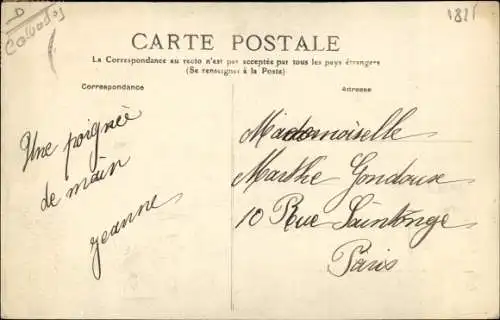 D
Calvados
1821
CARTE POSTALE
La Correspondance au recto n'est pas acceptée par tous les pays étrangers
(Se renseigner à la Poste)
Correspondance
Adresse
Une poignée
de main
Jeanne
Mademoiselle
Marthe Gondoux
10 Rue Saintonge
Paris